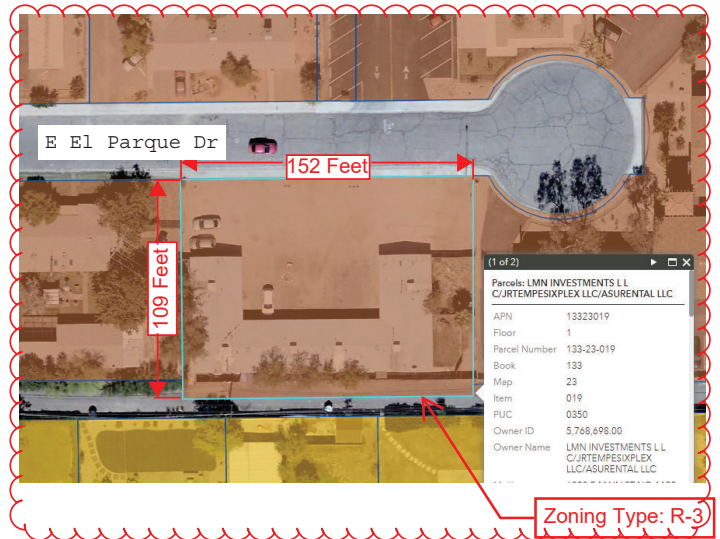 E El Parque Dr
152 Feet
109 Feet
(1 of 2)
Parcels: LMN INVESTMENTS L L
C/JRTEMPESIXPLEX LLC/ASURENTAL LLC
APN 13323019
Floor 1
Parcel Number 133-23-019
Book 133
Map 23
Item 019
PUC 0350
Owner ID 5,768,698.00
Owner Name LMN INVESTMENTS L L
C/JRTEMPESIXPLEX
LLC/ASURENTAL LLC
Zoning Type: R-3